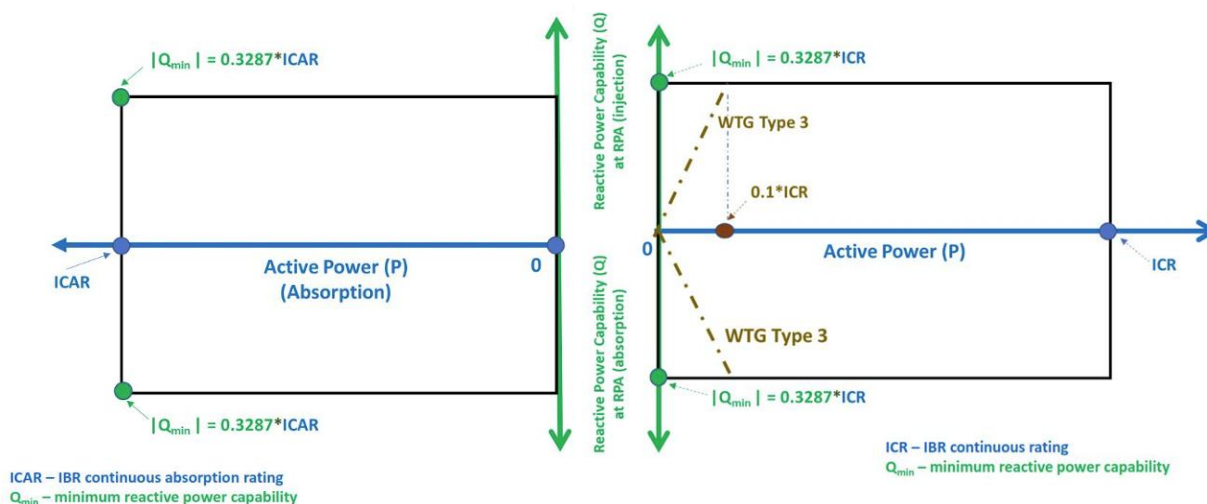 |Qmin| = 0.3287*ICAR
ICAR
Active Power (P)
(Absorption)
0
|Qmin| = 0.3287*ICAR
ICAR – IBR continuous absorption rating
Qmin – minimum reactive power capability
Reactive Power Capability (Q)
at RPA (injection)
Reactive Power Capability (Q)
at RPA (absorption)
|Qmin| = 0.3287*ICR
WTG Type 3
0.1*ICR
0
Active Power (P)
ICR
WTG Type 3
|Qmin| = 0.3287*ICR
ICR – IBR continuous rating
Qmin – minimum reactive power capability